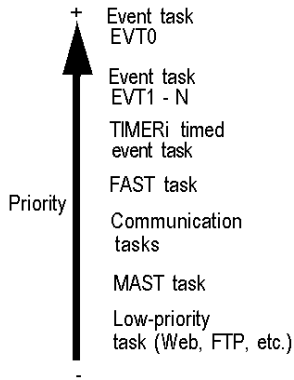 +
Event task
EVT0
Event task
EVT1 - N
TIMERi timed
event task
FAST task
Priority
Communication
tasks
MAST task
Low-priority
task (Web, FTP, etc.)
-